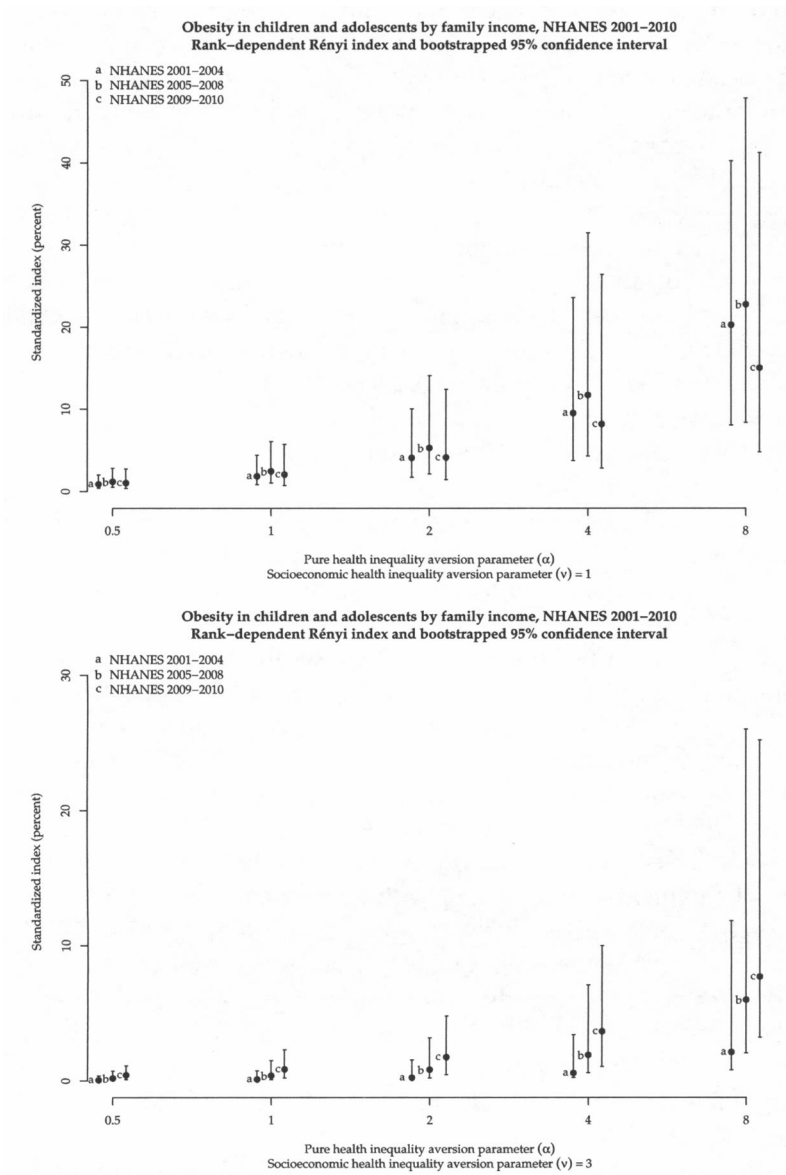 Obesity in children and adolescents by family income, NHANES 2001–2010
Rank–dependent Rényi index and bootstrapped 95% confidence interval
a NHANES 2001–2004
b NHANES 2005–2008
c NHANES 2009–2010
Standardized index (percent)
50
40
30
20
10
0
a b c
a b c
a b c
a b c
a b c
0.5 1 2 4 8
Pure health inequality aversion parameter (α)
Socioeconomic health inequality aversion parameter (ν) = 1
Obesity in children and adolescents by family income, NHANES 2001–2010
Rank–dependent Rényi index and bootstrapped 95% confidence interval
a NHANES 2001–2004
b NHANES 2005–2008
c NHANES 2009–2010
Standardized index (percent)
30
20
10
0
a b c
a b c
a b c
a b c
a b c
0.5 1 2 4 8
Pure health inequality aversion parameter (α)
Socioeconomic health inequality aversion parameter (ν) = 3